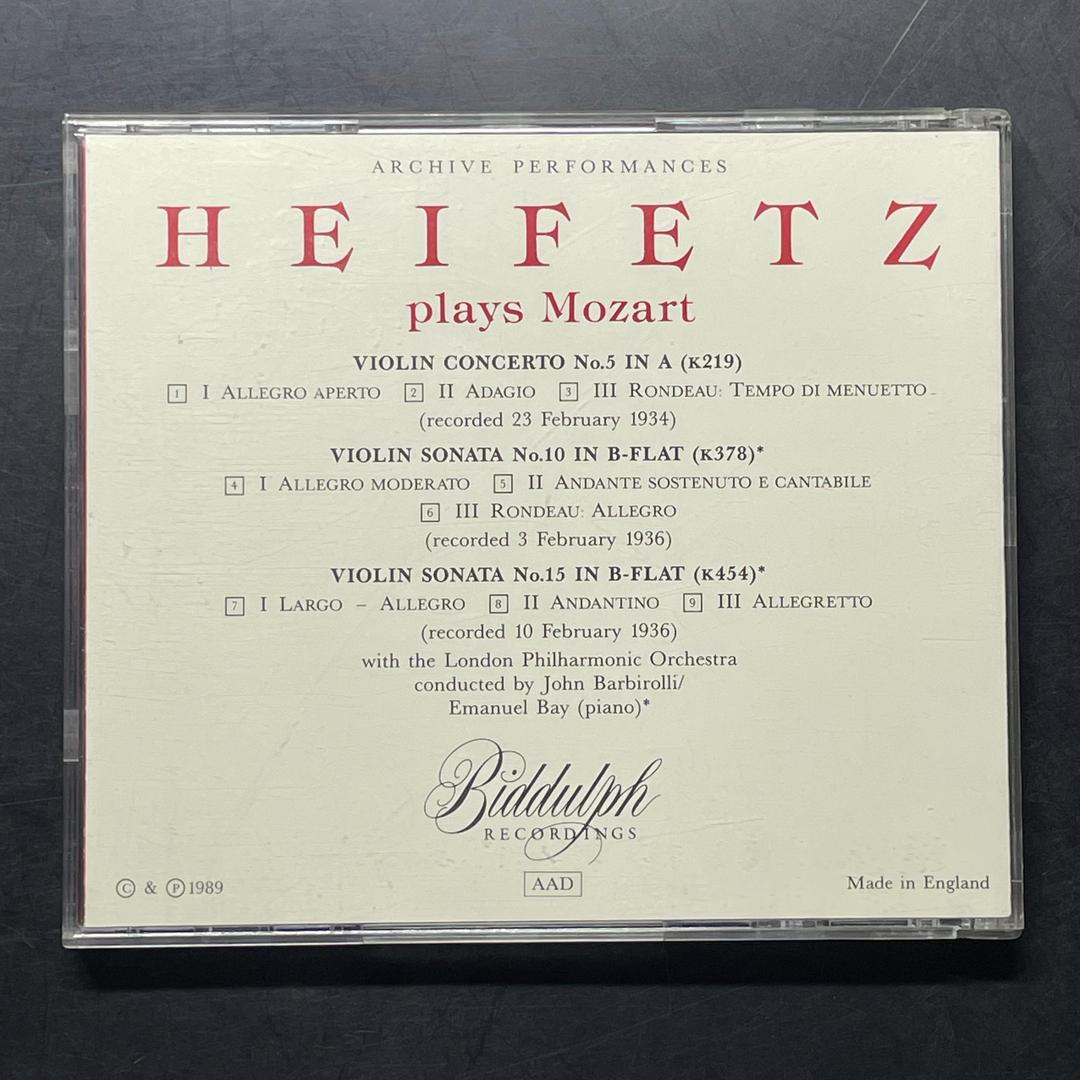 ARCHIVE PERFORMANCES
HEIFETZ
plays Mozart
VIOLIN CONCERTO No.5 IN A (K219)
1 I ALLEGRO APERTO 2 II ADAGIO 3 III RONDEAU: TEMPO DI MENUETTO
(recorded 23 February 1934)
VIOLIN SONATA No.10 IN B-FLAT (K378)*
4 I ALLEGRO MODERATO 5 II ANDANTE SOSTENUTO E CANTABILE
6 III RONDEAU: ALLEGRO
(recorded 3 February 1936)
VIOLIN SONATA No.15 IN B-FLAT (K454)*
7 I LARGO – ALLEGRO 8 II ANDANTINO 9 III ALLEGRETTO
(recorded 10 February 1936)
with the London Philharmonic Orchestra
conducted by John Barbirolli/
Emanuel Bay (piano)*
Biddulph
RECORDINGS
© & ℗1989
AAD
Made in England